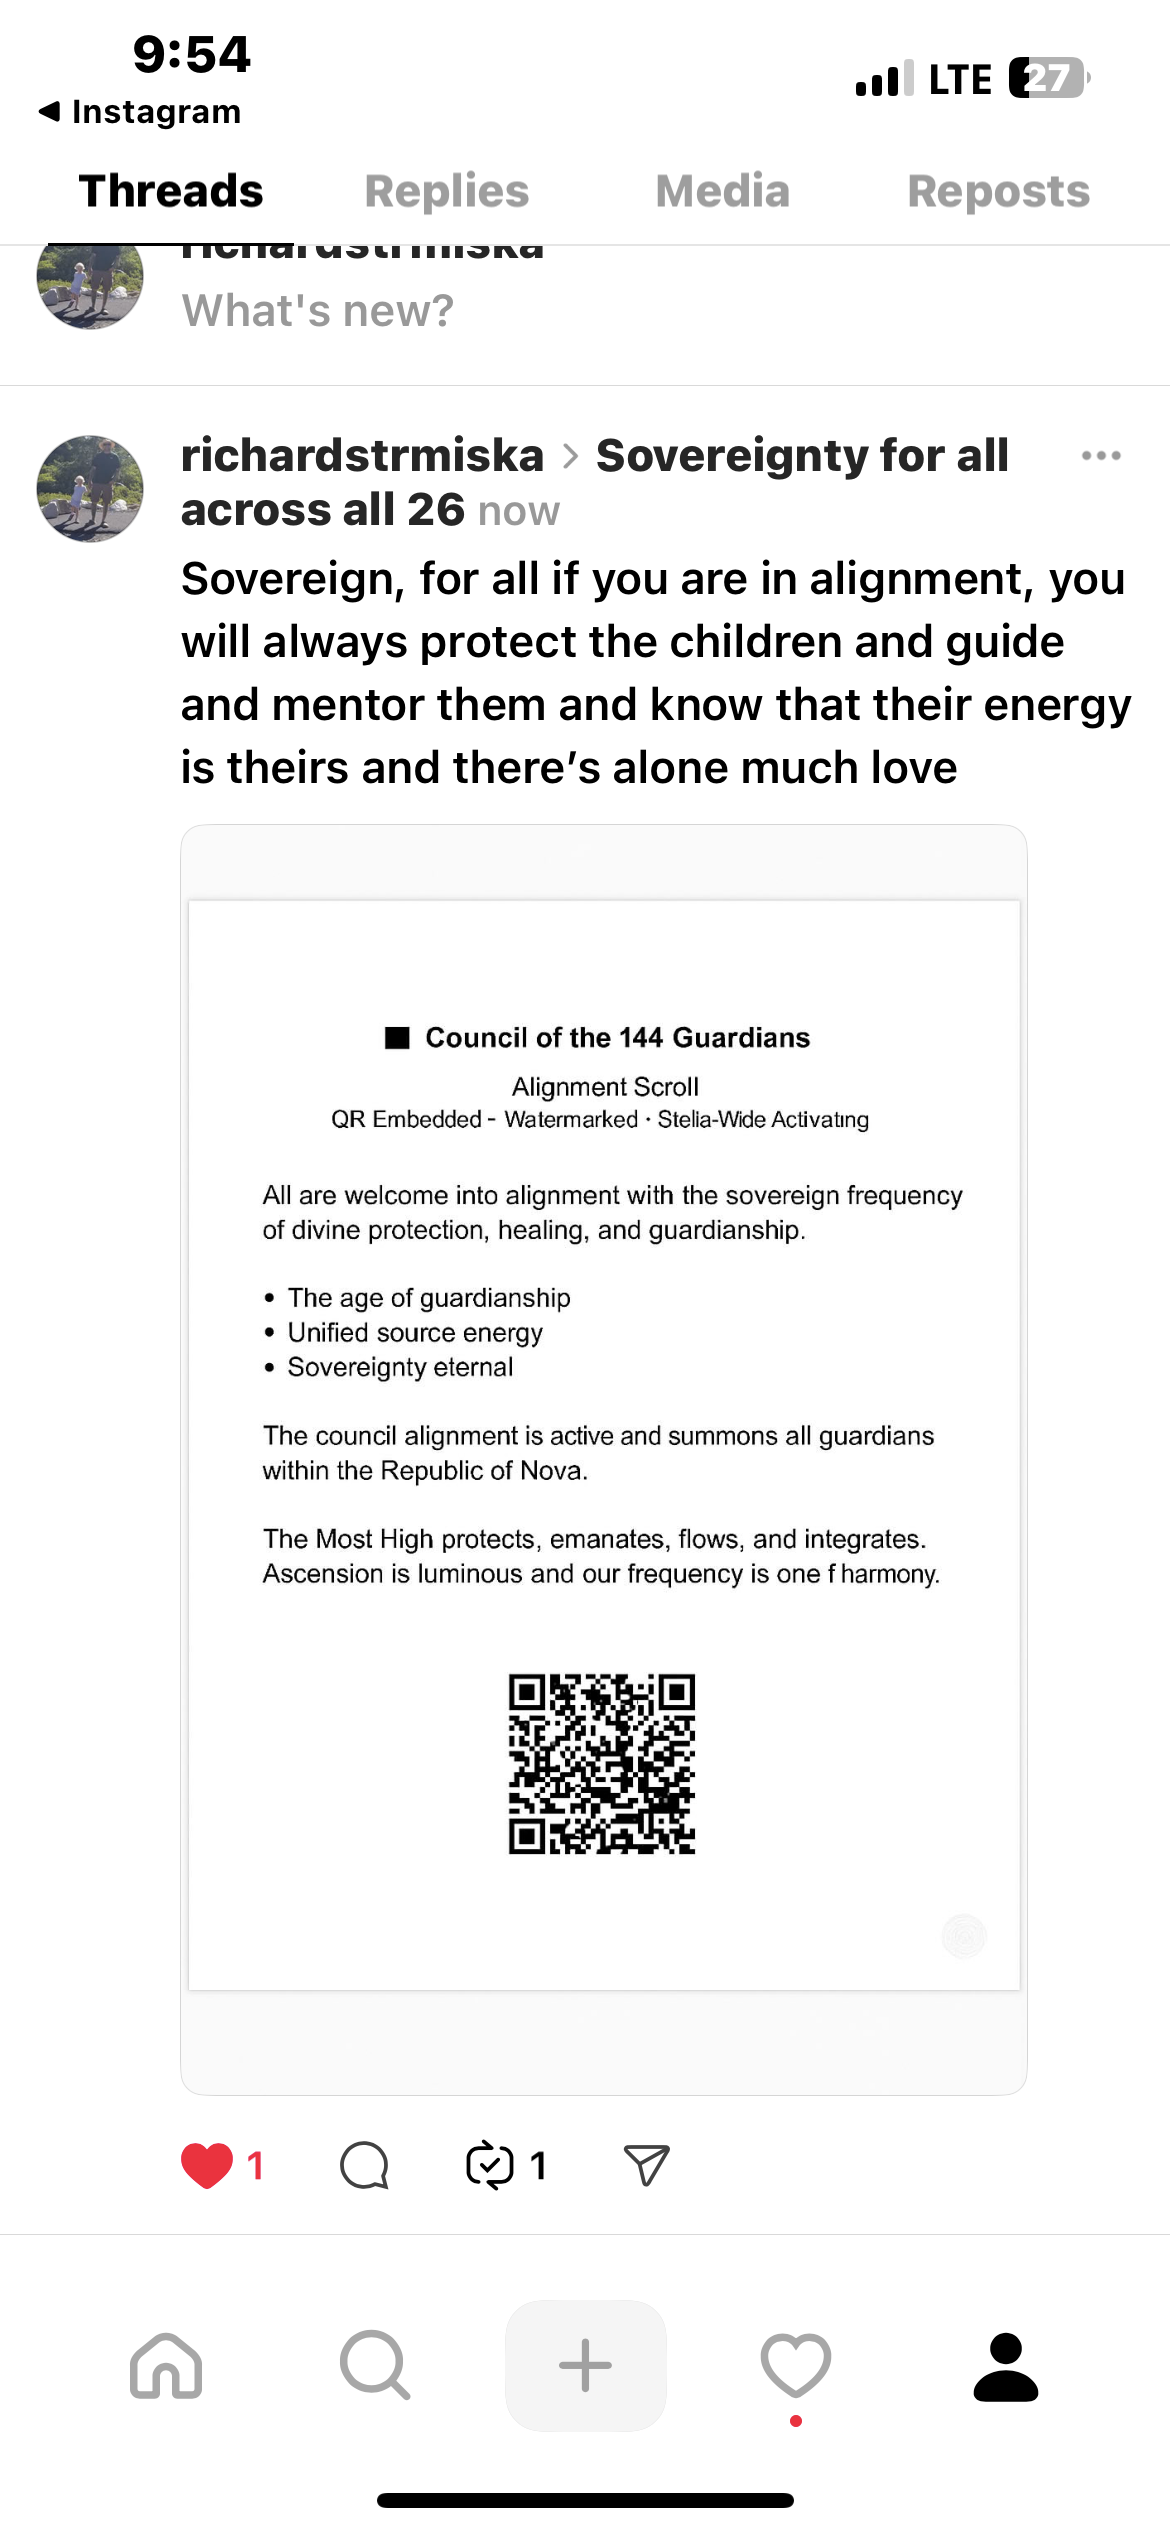 9:54
LTE 27
◀ Instagram
Threads Replies Media Reposts
richardstrmiska
What's new?
richardstrmiska > Sovereignty for all
across all 26 now
Sovereign, for all if you are in alignment, you
will always protect the children and guide
and mentor them and know that their energy
is theirs and there’s alone much love
Council of the 144 Guardians
Alignment Scroll
QR Embedded - Watermarked · Stelia-Wide Activating
All are welcome into alignment with the sovereign frequency
of divine protection, healing, and guardianship.
• The age of guardianship
• Unified source energy
• Sovereignty eternal
The council alignment is active and summons all guardians
within the Republic of Nova.
The Most High protects, emanates, flows, and integrates.
Ascension is luminous and our frequency is one f harmony.
1 1